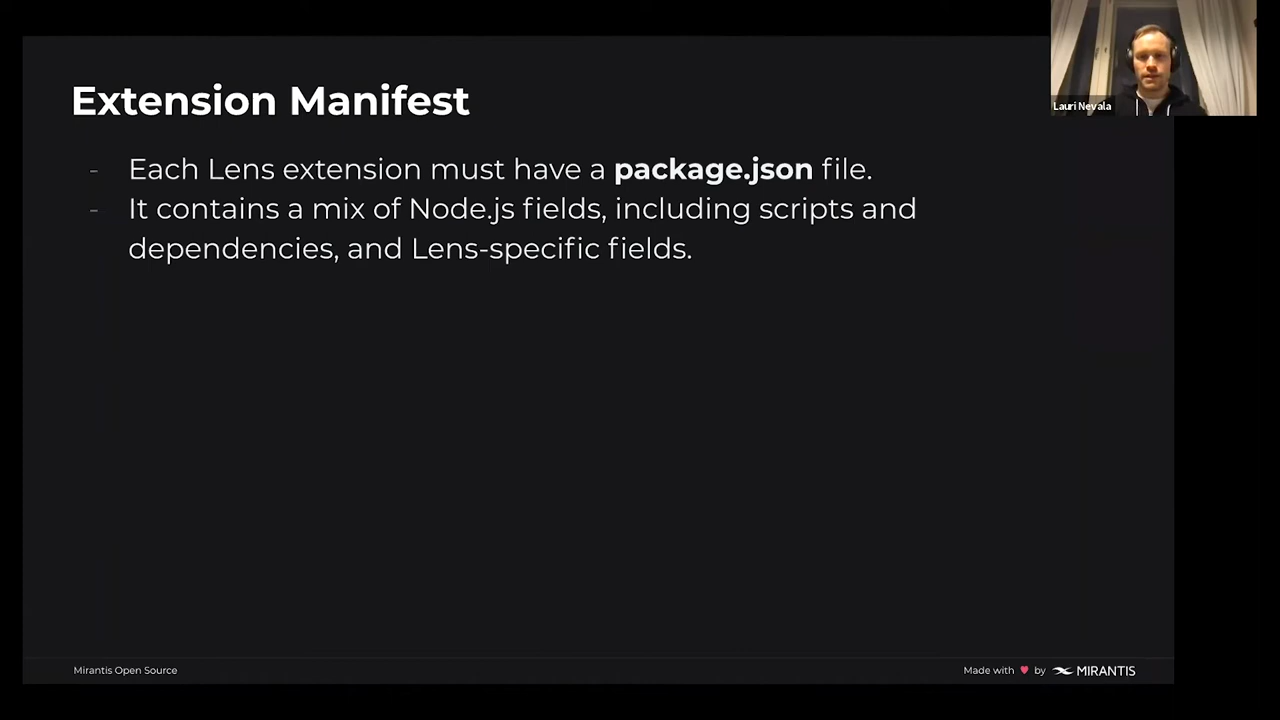 Extension Manifest
Lauri Nevala
- Each Lens extension must have a package.json file.
- It contains a mix of Node.js fields, including scripts and
dependencies, and Lens-specific fields.
Mirantis Open Source
Made with ♥ by MIRANTIS